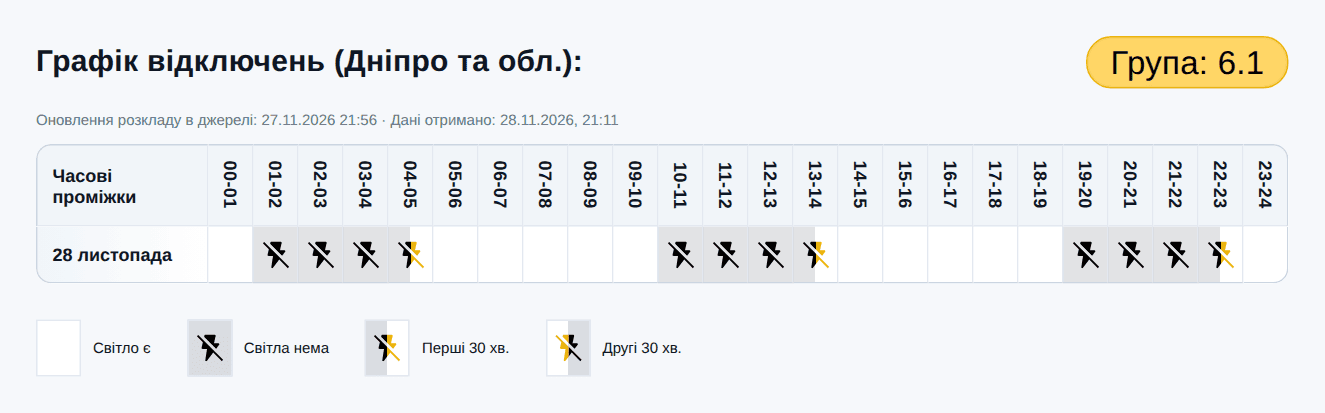 Графік відключень (Дніпро та обл.):
Група: 6.1
Оновлення розкладу в джерелі: 27.11.2026 21:56 · Дані отримано: 28.11.2026, 21:11
Часові
проміжки
00-01
01-02
02-03
03-04
04-05
05-06
06-07
07-08
08-09
09-10
10-11
11-12
12-13
13-14
14-15
15-16
16-17
17-18
18-19
19-20
20-21
21-22
22-23
23-24
28 листопада
Світло є
Світла нема
Перші 30 хв.
Другі 30 хв.